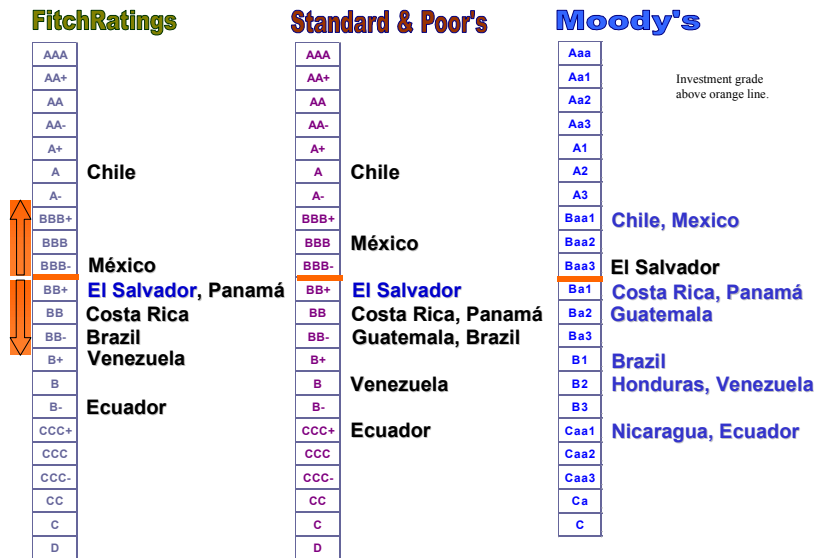 FitchRatings
AAA
AA+
AA
AA-
A+
A Chile
A-
BBB+
BBB
BBB- México
BB+ El Salvador, Panamá
BB Costa Rica
BB- Brazil
B+ Venezuela
B
B- Ecuador
CCC+
CCC
CCC-
CC
C
D
Standard & Poor's
AAA
AA+
AA
AA-
A+
A Chile
A-
BBB+
BBB México
BBB-
BB+ El Salvador
BB Costa Rica, Panamá
BB- Guatemala, Brazil
B+
B Venezuela
B-
CCC+ Ecuador
CCC
CCC-
CC
C
D
Moody's
Investment grade
above orange line.
Aaa
Aa1
Aa2
Aa3
A1
A2
A3
Baa1 Chile, Mexico
Baa2
Baa3 El Salvador
Ba1 Costa Rica, Panamá
Ba2 Guatemala
Ba3
B1 Brazil
B2 Honduras, Venezuela
B3
Caa1 Nicaragua, Ecuador
Caa2
Caa3
Ca
C